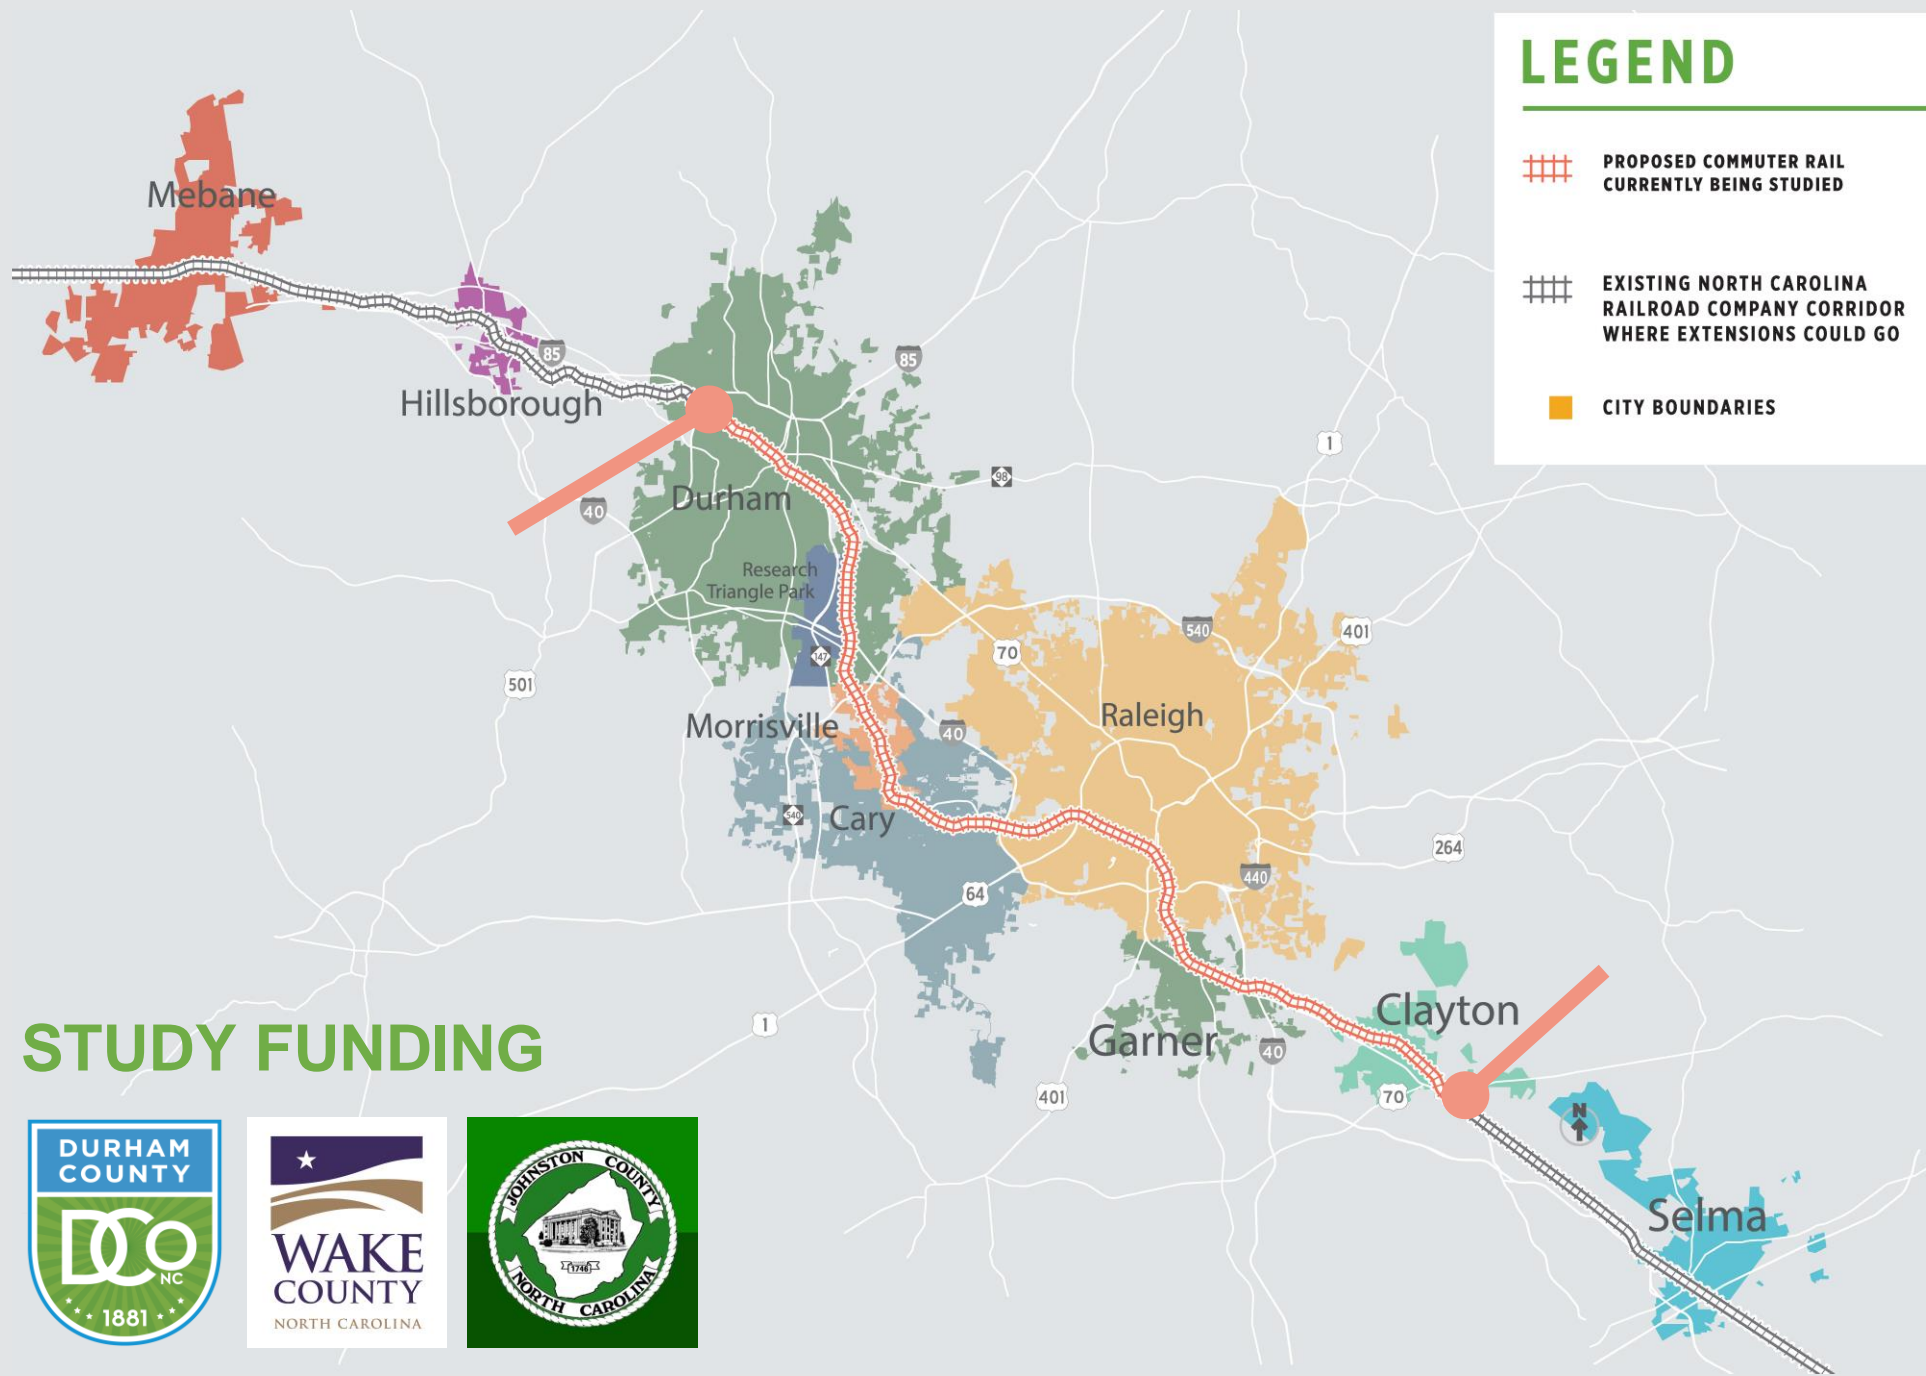 LEGEND
PROPOSED COMMUTER RAIL
CURRENTLY BEING STUDIED
EXISTING NORTH CAROLINA
RAILROAD COMPANY CORRIDOR
WHERE EXTENSIONS COULD GO
CITY BOUNDARIES
Mebane
85
Hillsborough
85
1
98
40
Durham
Research
Triangle Park
540
401
70
147
501
Morrisville
Raleigh
40
540
Cary
264
440
64
Clayton
1
Garner
40
401
70
N
Selma
STUDY FUNDING
DURHAM
COUNTY
DCO
NC
1881
WAKE
COUNTY
NORTH CAROLINA
JOHNSTON COUNTY
1746
NORTH CAROLINA